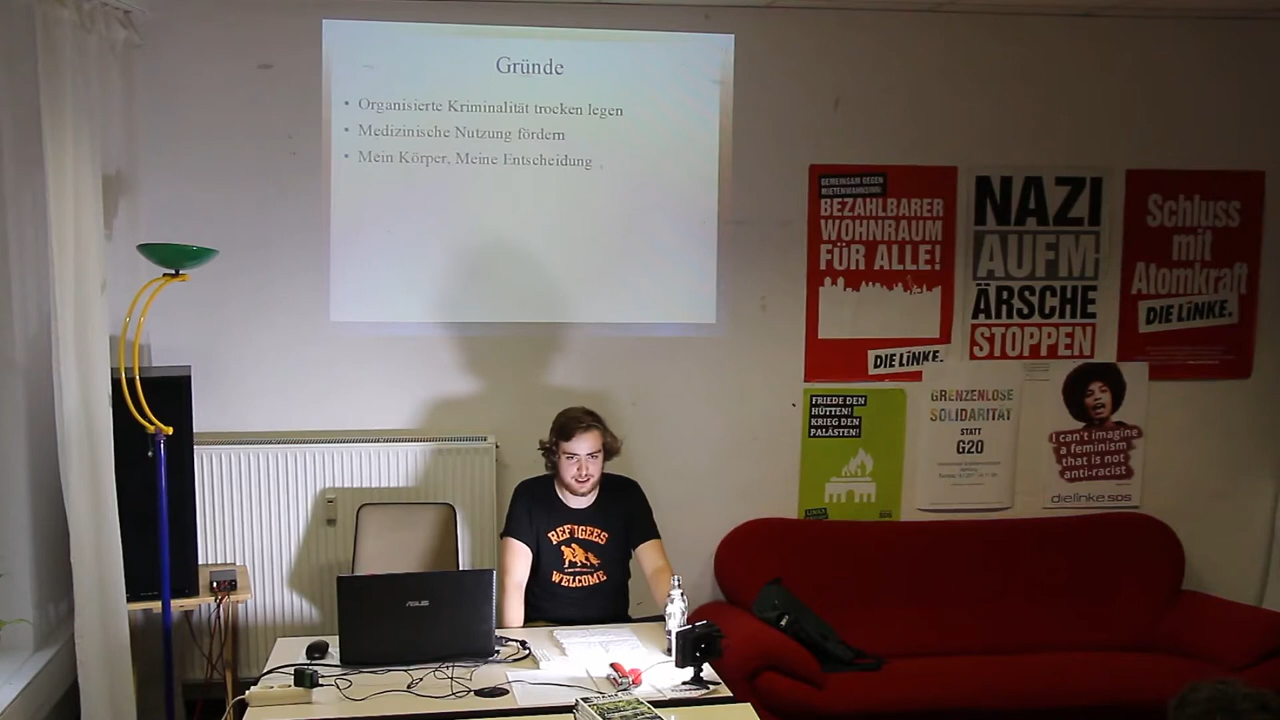 Gründe
• Organisierte Kriminalität trocken legen
• Medizinische Nutzung fördern
• Mein Körper, Meine Entscheidung
GEMEINSAM GEGEN
MIETENWAHNSINN:
BEZAHLBARER
WOHNRAUM
FÜR ALLE!
DIE LINKE.
NAZI
AUFM
ÄRSCHE
STOPPEN
Schluss
mit
Atomkraft
DIE LINKE.
FRIEDE DEN
HÜTTEN!
KRIEG DEN
PALÄSTEN!
GRENZENLOSE
SOLIDARITÄT
STATT
G20
I can't imagine
a feminism
that is not
anti-racist
dielinke.sds
REFUGEES
WELCOME
ASUS